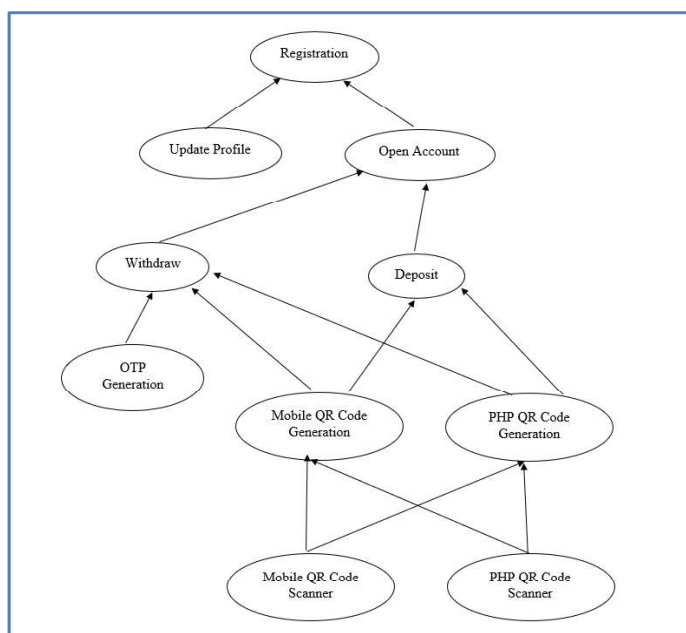 Registration
Update Profile
Open Account
Withdraw
Deposit
OTP
Generation
Mobile QR Code
Generation
PHP QR Code
Generation
Mobile QR Code
Scanner
PHP QR Code
Scanner